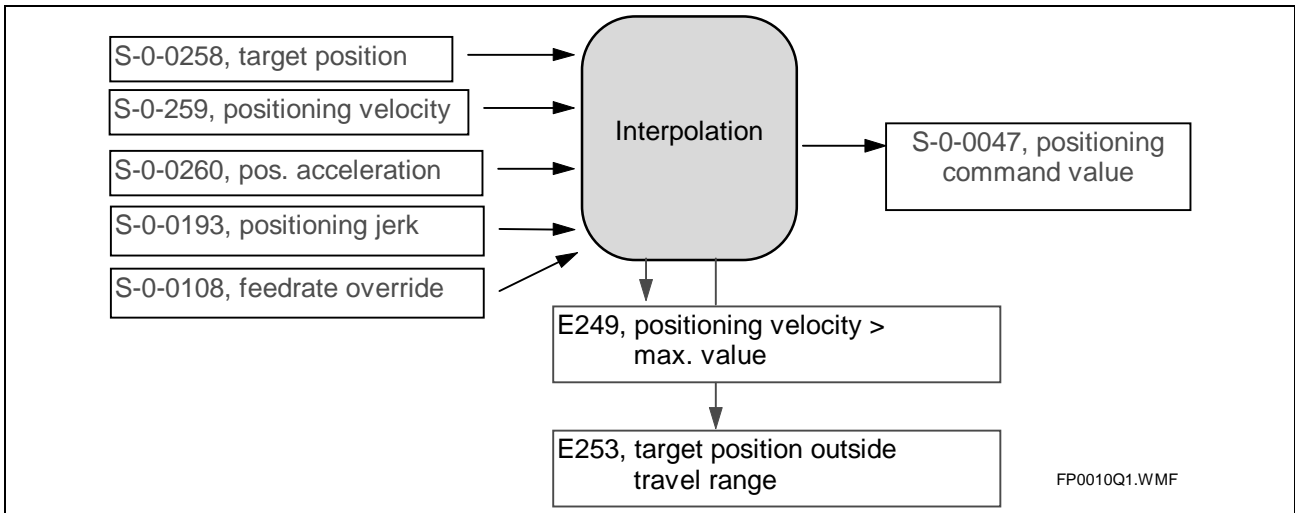 S-0-0258, target position
S-0-259, positioning velocity
S-0-0260, pos. acceleration
S-0-0193, positioning jerk
S-0-0108, feedrate override
Interpolation
S-0-0047, positioning
command value
E249, positioning velocity >
max. value
E253, target position outside
travel range
FP0010Q1.WMF